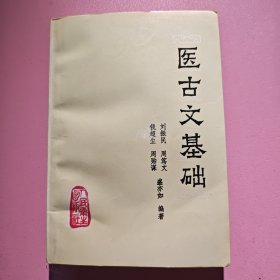 医古文基础
刘振民 周笃文
钱超尘 周贻谋
盛亦如 编著